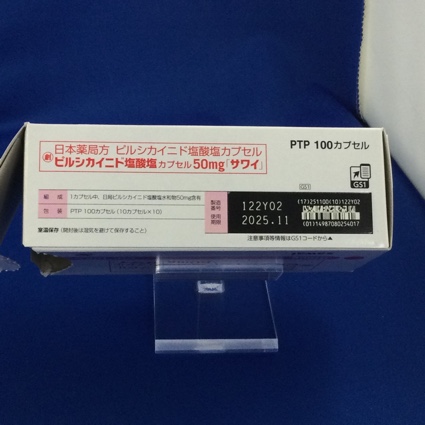 日本薬局方 ピルシカイニド塩酸塩カプセル
劇 ピルシカイニド塩酸塩カプセル50mg「サワイ」
PTP 100カプセル
GS1
組成 1カプセル中、日局ピルシカイニド塩酸塩水和物50mg含有
包装 PTP 100カプセル(10カプセル×10)
室温保存(開封後は湿気を避けて保存すること)
製造番号 122Y02
使用期限 2025.11
(17)251100(10)122Y02
(01)14987080254017
注意事項等情報はGS1コードから▲